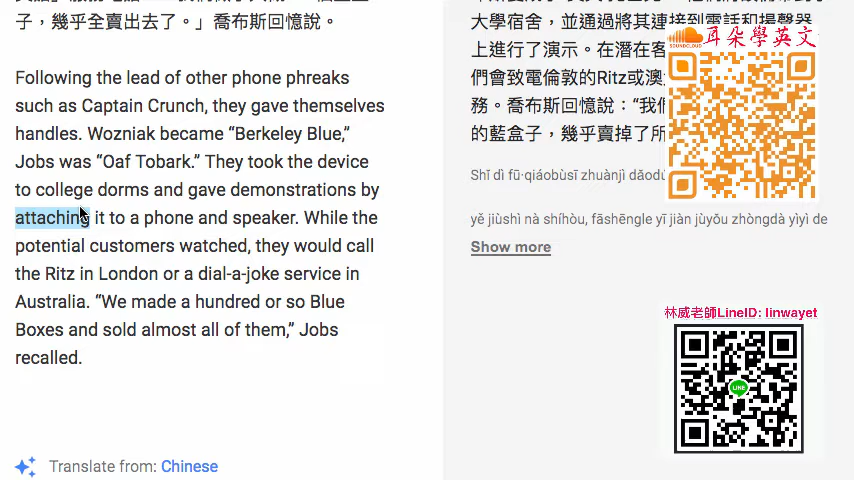 子，幾乎全賣出去了。」喬布斯回憶說。
Following the lead of other phone phreaks
such as Captain Crunch, they gave themselves
handles. Wozniak became “Berkeley Blue,”
Jobs was “Oaf Tobark.” They took the device
to college dorms and gave demonstrations by
attaching it to a phone and speaker. While the
potential customers watched, they would call
the Ritz in London or a dial-a-joke service in
Australia. “We made a hundred or so Blue
Boxes and sold almost all of them,” Jobs
recalled.
Translate from: Chinese
大學宿舍，並通過將其連接到電話和揚聲器
上進行了演示。在潛在客
們會致電倫敦的Ritz或澳
務。喬布斯回憶說：“我們
的藍盒子，幾乎賣掉了所
Shǐ dì fū·qiáobùsī zhuànjì dǎodú
yě jiùshì nà shíhòu, fāshēngle yī jiàn jùyǒu zhòngdà yìyì de
Show more
SOUNDCLOUD
耳朵學英文
林威老師LineID: linwayet
LINE